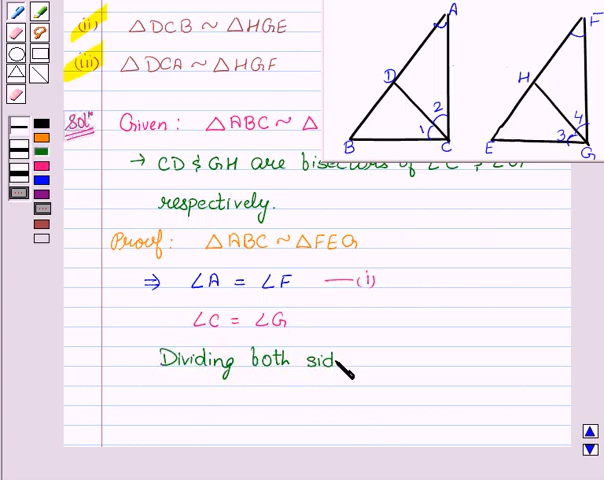 (ii) △DCB ~ △HGE
(iii) △DCA ~ △HGF
Solⁿ Given: △ABC ~ △
→ CD & GH are bisectors of ∠C &
respectively.
Proof: △ABC ~ △FEG
⇒ ∠A = ∠F —(i)
∠C = ∠G
Dividing both sid
A
D
2
1
B
C
F
H
4
3
E
G